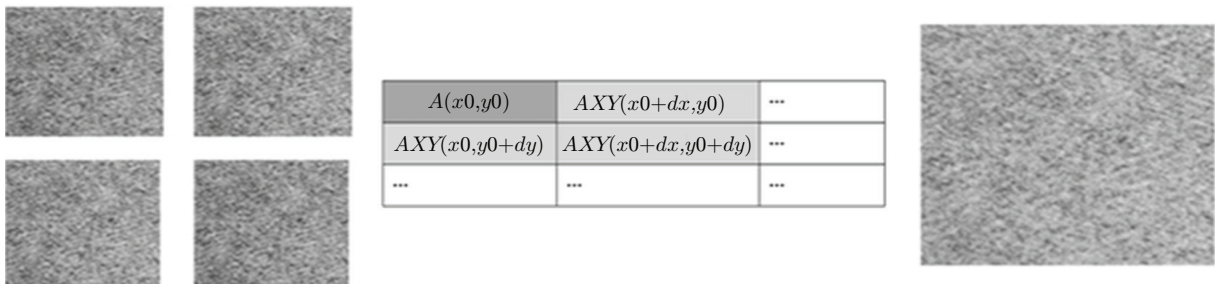 A(x0,y0) AXY(x0+dx,y0) ...
AXY(x0,y0+dy) AXY(x0+dx,y0+dy) ...
... ... ...